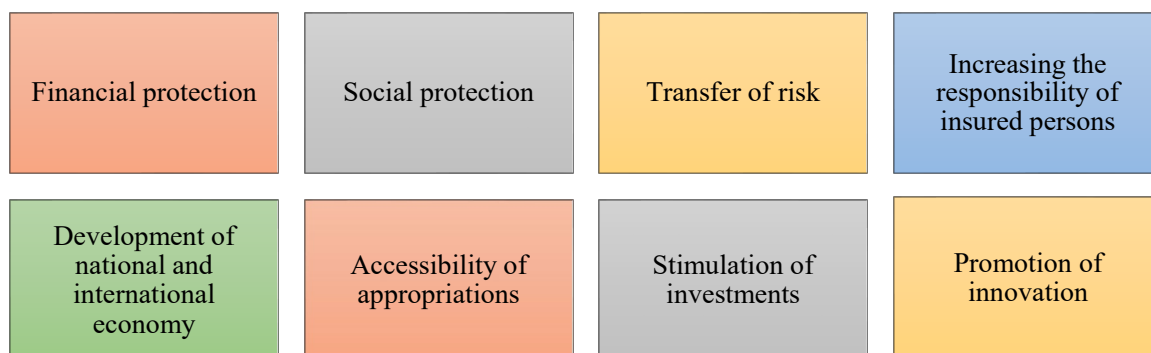 Financial protection
Social protection
Transfer of risk
Increasing the
responsibility of
insured persons
Development of
national and
international
economy
Accessibility of
appropriations
Stimulation of
investments
Promotion of
innovation